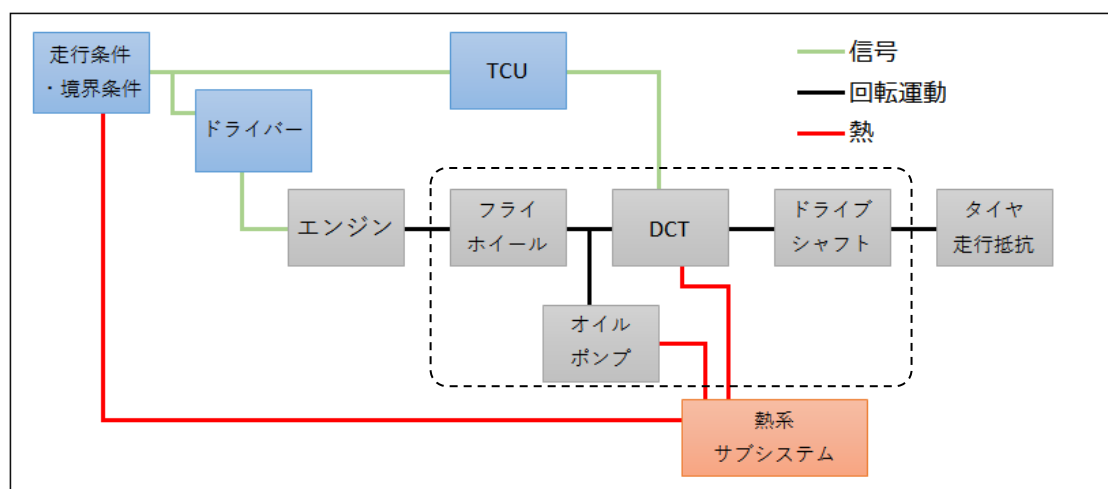 走行条件
・境界条件
TCU
信号
回転運動
熱
ドライバー
エンジン
フライ
ホイール
DCT
ドライブ
シャフト
タイヤ
走行抵抗
オイル
ポンプ
熱系
サブシステム